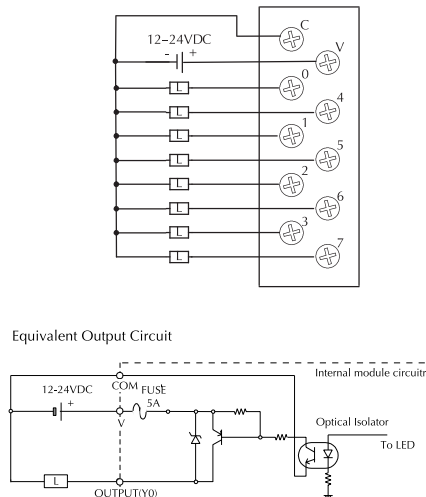 C
12–24VDC
- +
V
0
L
L
4
L
1
L
5
L
2
L
6
L
3
L
7
Equivalent Output Circuit
Internal module circuitr
COM
FUSE
12-24VDC
+
5A
V
Optical Isolator
To LED
L
OUTPUT(Y0)